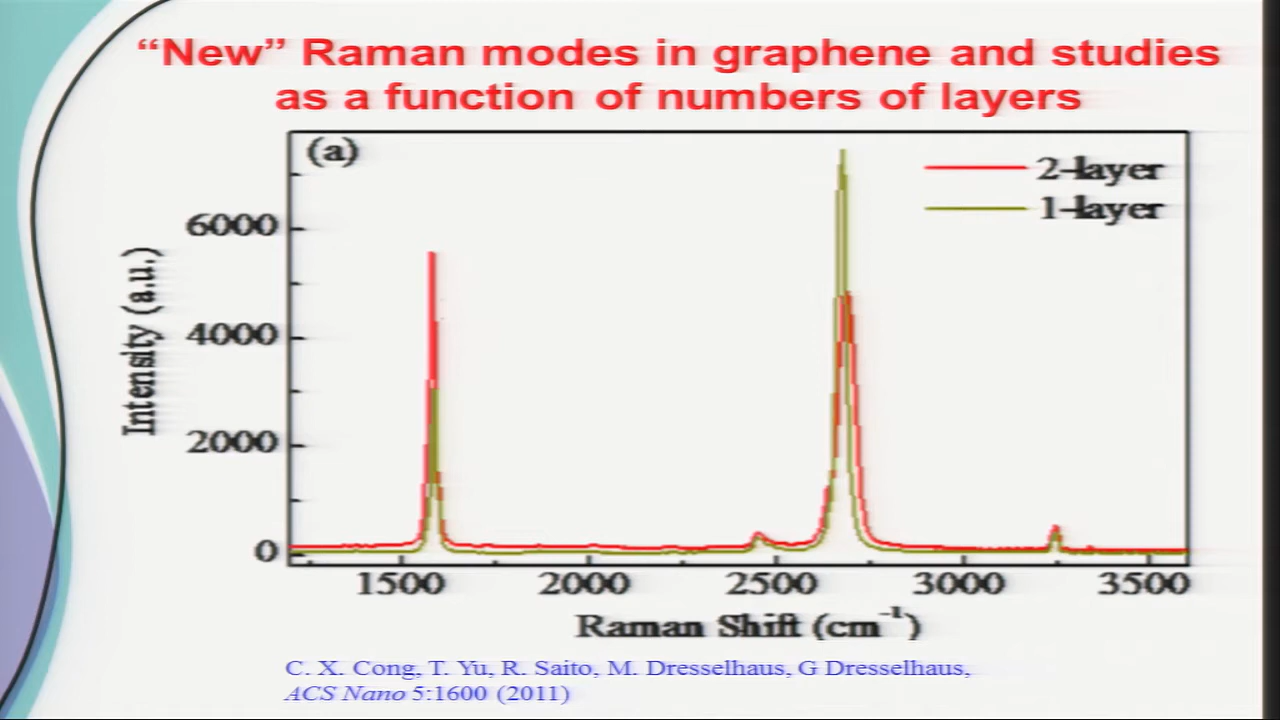 “New” Raman modes in graphene and studies
as a function of numbers of layers
(a)
2-layer
1-layer
6000
4000
2000
0
Intensity (a.u.)
1500 2000 2500 3000 3500
Raman Shift (cm⁻¹)
C. X. Cong, T. Yu, R. Saito, M. Dresselhaus, G Dresselhaus,
ACS Nano 5:1600 (2011)